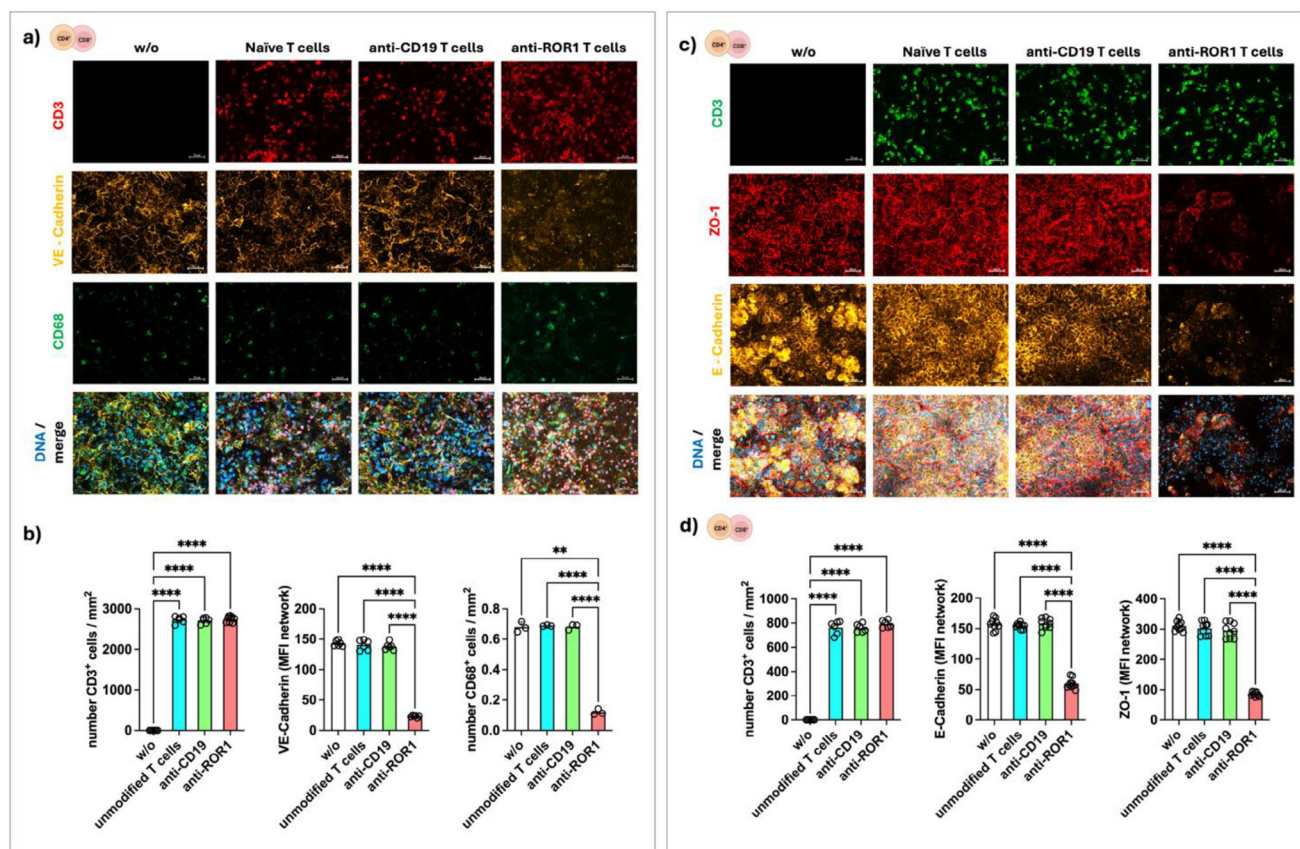 a)
CD4⁺ CD8⁺
w/o Naïve T cells anti-CD19 T cells anti-ROR1 T cells
CD3
VE - Cadherin
CD68
DNA /
merge
b)
number CD3⁺ cells / mm²
3000
2000
1000
0
****
****
****
w/o
unmodified T cells
anti-CD19
anti-ROR1
VE-Cadherin (MFI network)
200
150
100
50
0
****
****
****
w/o
unmodified T cells
anti-CD19
anti-ROR1
number CD68⁺ cells / mm²
0.8
0.6
0.4
0.2
0.0
**
****
****
w/o
unmodified T cells
anti-CD19
anti-ROR1
c)
CD4⁺ CD8⁺
w/o Naïve T cells anti-CD19 T cells anti-ROR1 T cells
CD3
ZO-1
E - Cadherin
DNA /
merge
d)
CD4⁺ CD8⁺
number CD3⁺ cells / mm²
1000
800
600
400
200
0
****
****
****
w/o
unmodified T cells
anti-CD19
anti-ROR1
E-Cadherin (MFI network)
200
150
100
50
0
****
****
****
w/o
unmodified T cells
anti-CD19
anti-ROR1
ZO-1 (MFI network)
400
300
200
100
0
****
****
****
w/o
unmodified T cells
anti-CD19
anti-ROR1